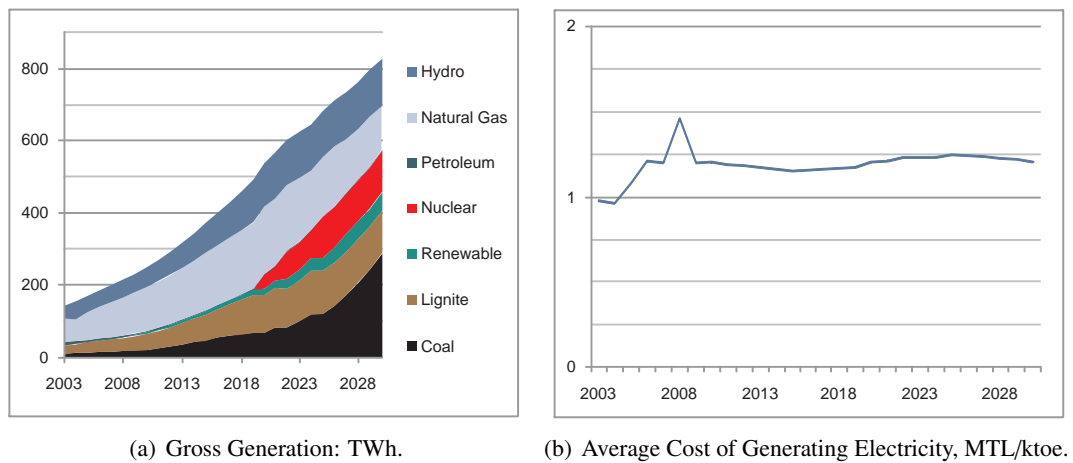 800
600
400
200
0
2003 2008 2013 2018 2023 2028
Hydro
Natural Gas
Petroleum
Nuclear
Renewable
Lignite
Coal
(a) Gross Generation: TWh.
2
1
0
2003 2008 2013 2018 2023 2028
(b) Average Cost of Generating Electricity, MTL/ktoe.